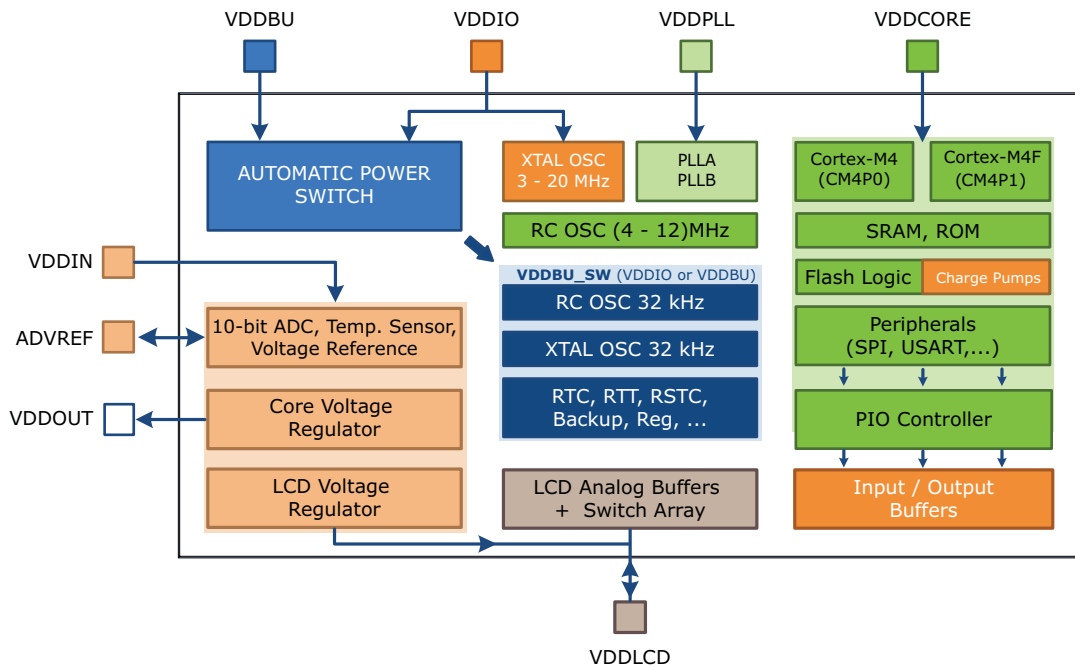 VDDBU
VDDIO
VDDPLL
VDDCORE
AUTOMATIC POWER
SWITCH
XTAL OSC
3 - 20 MHz
PLLA
PLLB
Cortex-M4
(CM4P0)
Cortex-M4F
(CM4P1)
RC OSC (4 - 12)MHz
SRAM, ROM
VDDIN
VDDBU_SW (VDDIO or VDDBU)
Flash Logic
Charge Pumps
RC OSC 32 kHz
ADVREF
10-bit ADC, Temp. Sensor,
Voltage Reference
XTAL OSC 32 kHz
Peripherals
(SPI, USART,...)
VDDOUT
Core Voltage
Regulator
RTC, RTT, RSTC,
Backup, Reg, ...
PIO Controller
LCD Voltage
Regulator
LCD Analog Buffers
+ Switch Array
Input / Output
Buffers
VDDLCD